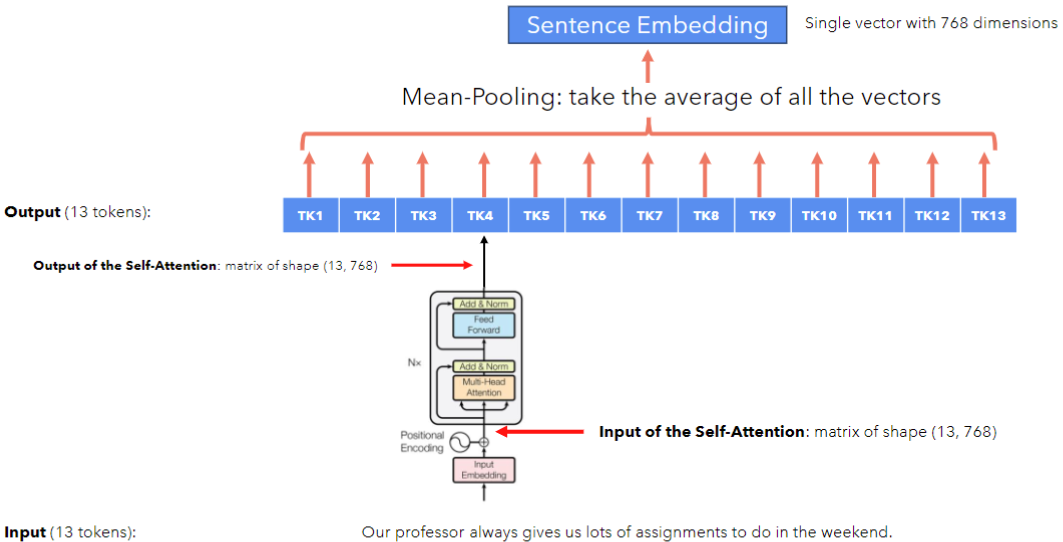 Sentence Embedding
Single vector with 768 dimensions
Mean-Pooling: take the average of all the vectors
Output (13 tokens):
TK1 TK2 TK3 TK4 TK5 TK6 TK7 TK8 TK9 TK10 TK11 TK12 TK13
Output of the Self-Attention: matrix of shape (13, 768)
Add & Norm
Feed
Forward
Nx
Add & Norm
Multi-Head
Attention
Positional
Encoding
Input of the Self-Attention: matrix of shape (13, 768)
Input
Embedding
Input (13 tokens):
Our professor always gives us lots of assignments to do in the weekend.